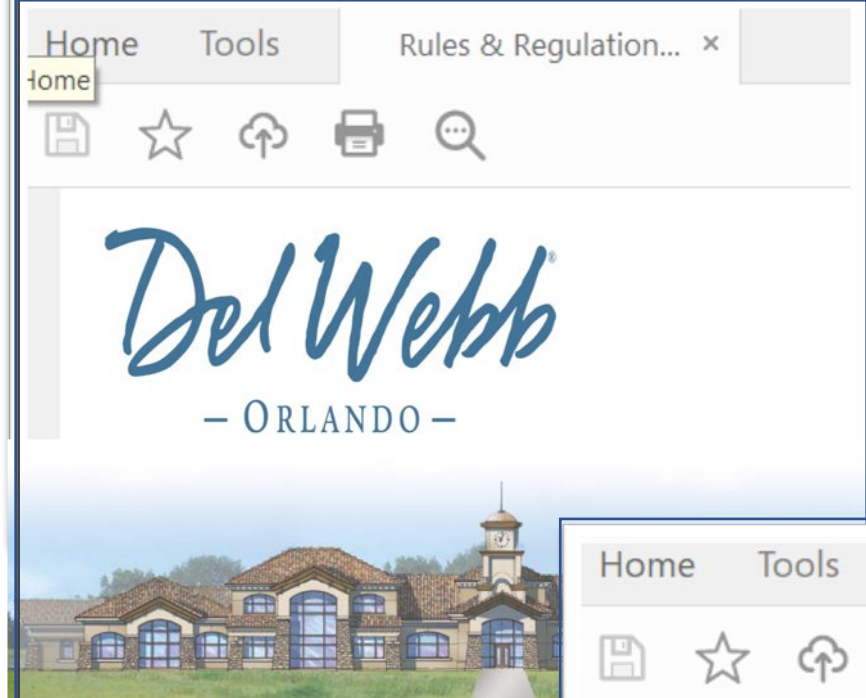 Home Tools Rules & Regulation... ×
Home
Del Webb®
– ORLANDO –
Home Tools